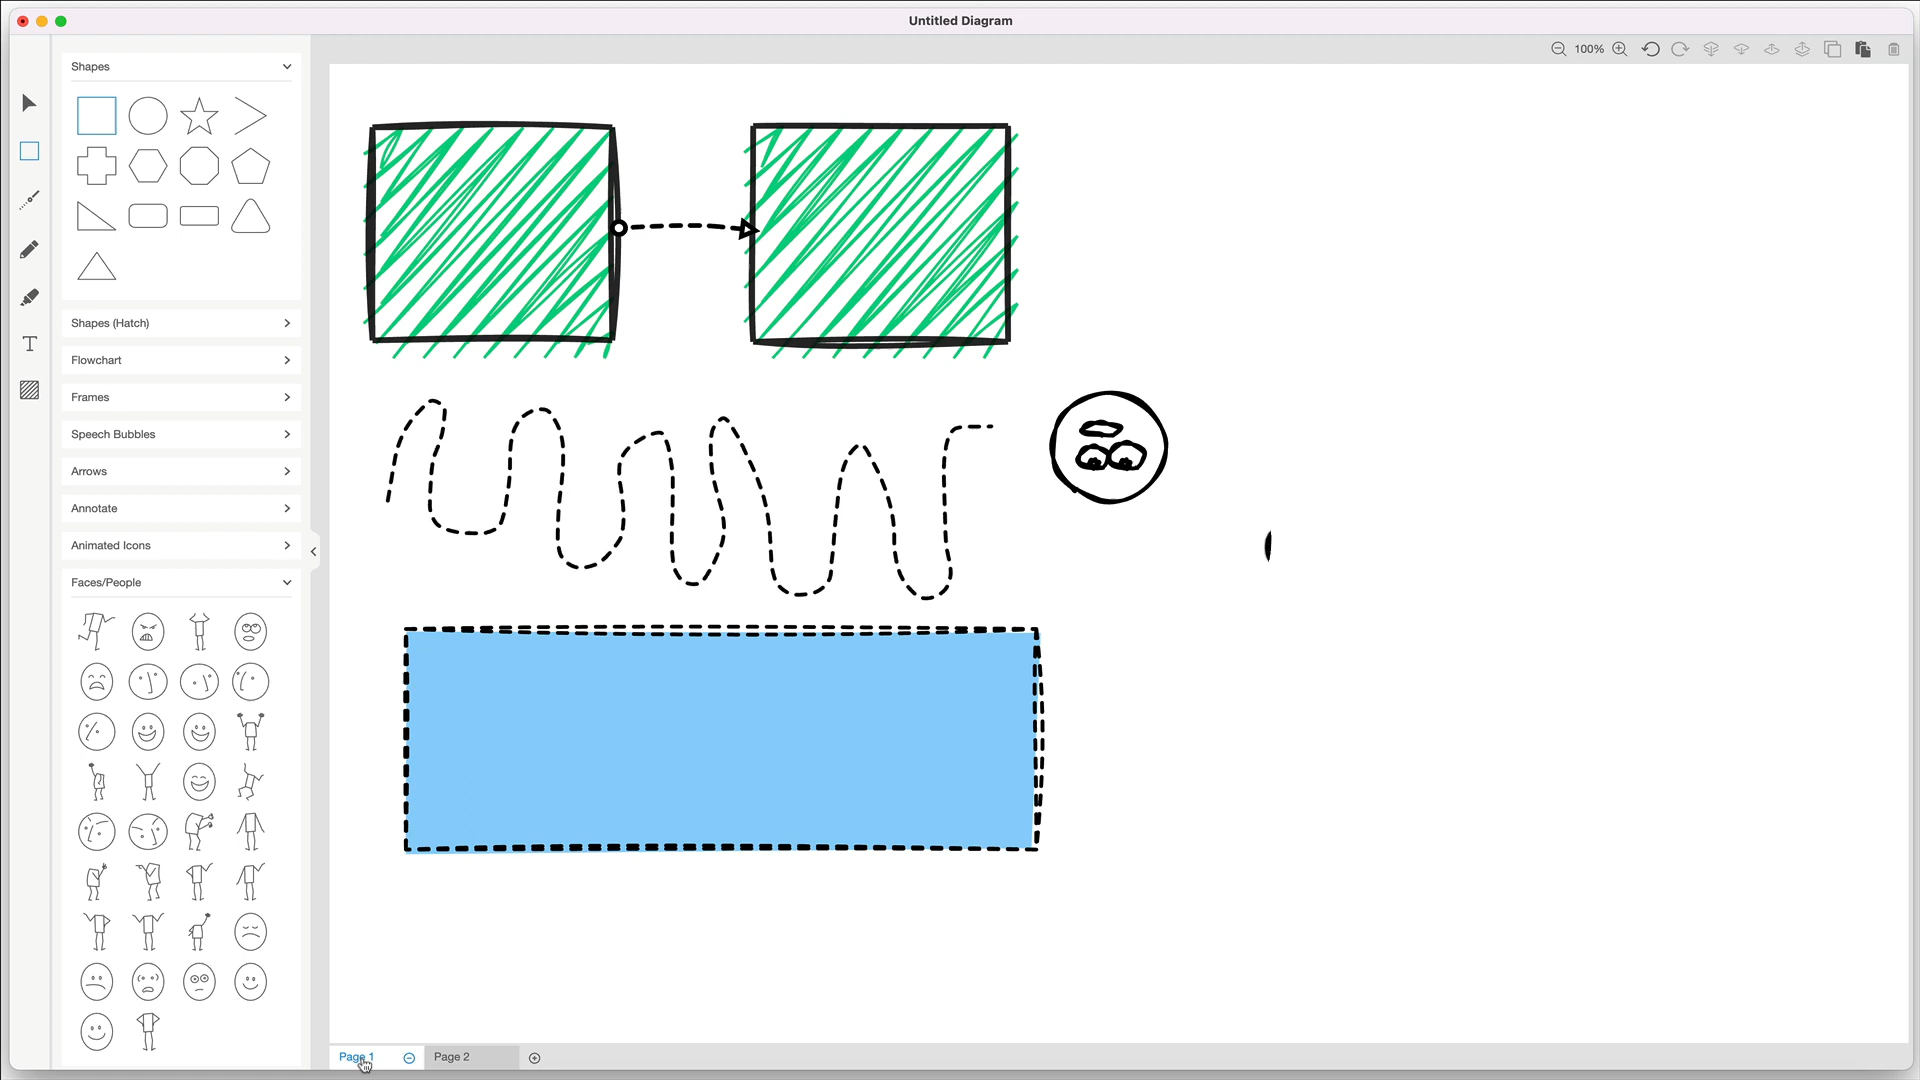 Untitled Diagram
100%
Shapes
Shapes (Hatch)
Flowchart
Frames
Speech Bubbles
Arrows
Annotate
Animated Icons
Faces/People
T
Page 1
Page 2